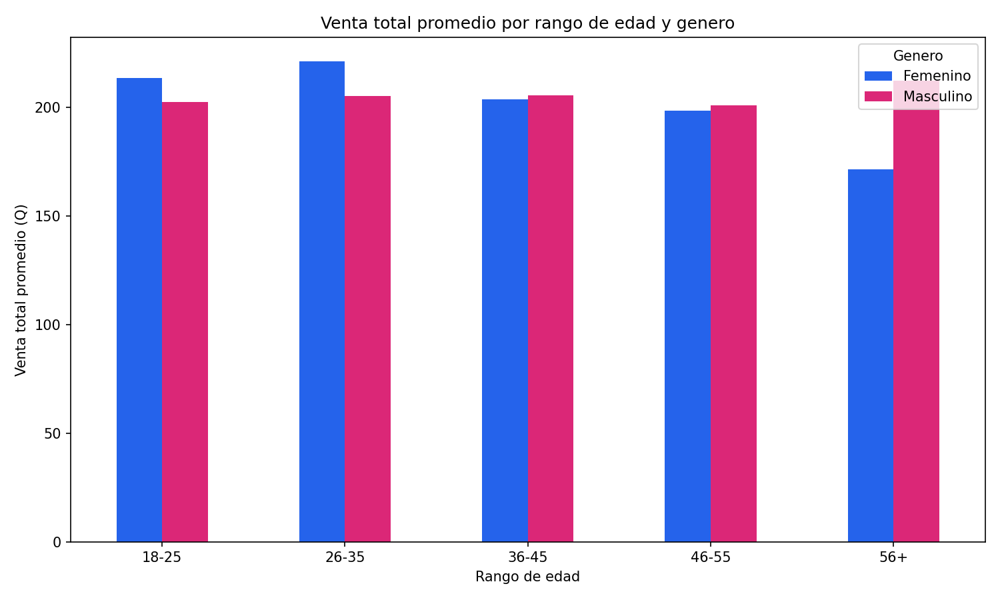 Venta total promedio por rango de edad y genero
Genero
Femenino
Masculino
Venta total promedio (Q)
200
150
100
50
0
18-25
26-35
36-45
46-55
56+
Rango de edad